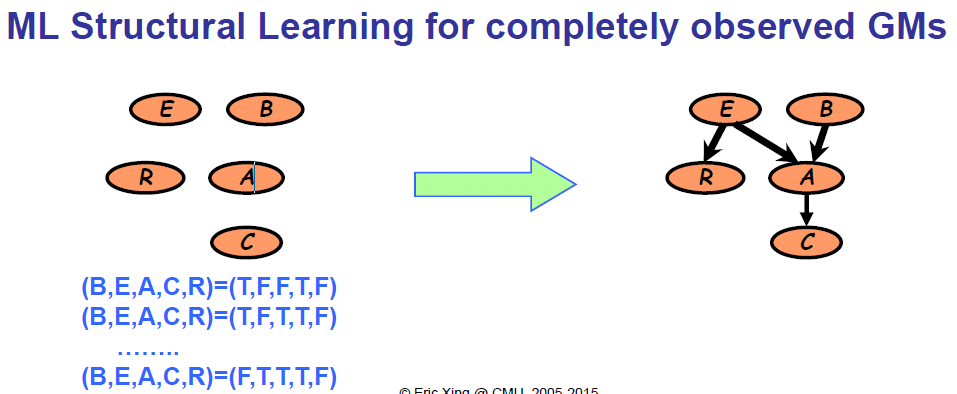 ML Structural Learning for completely observed GMs
E B
R A
C
E B
R A
C
(B,E,A,C,R)=(T,F,F,T,F)
(B,E,A,C,R)=(T,F,T,T,F)
........
(B,E,A,C,R)=(F,T,T,T,F)
© Eric Xing @ CMU, 2005-2015